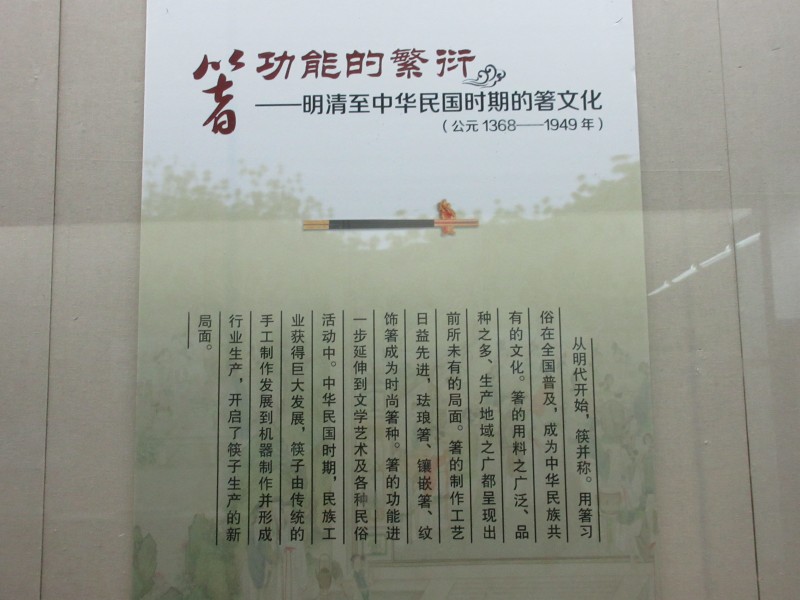 箸功能的繁衍
——明清至中华民国时期的箸文化
（公元1368——1949年）
从明代开始，筷并称。用箸习
俗在全国普及，成为中华民族共
有的文化。箸的用料之广泛、品
种之多、生产地域之广都呈现出
前所未有的局面。箸的制作工艺
日益先进，珐琅箸、镶嵌箸、纹
饰箸成为时尚箸种。箸的功能进
一步延伸到文学艺术及各种民俗
活动中。中华民国时期，民族工
业获得巨大发展，筷子由传统的
手工制作发展到机器制作并形成
行业生产，开启了筷子生产的新
局面。